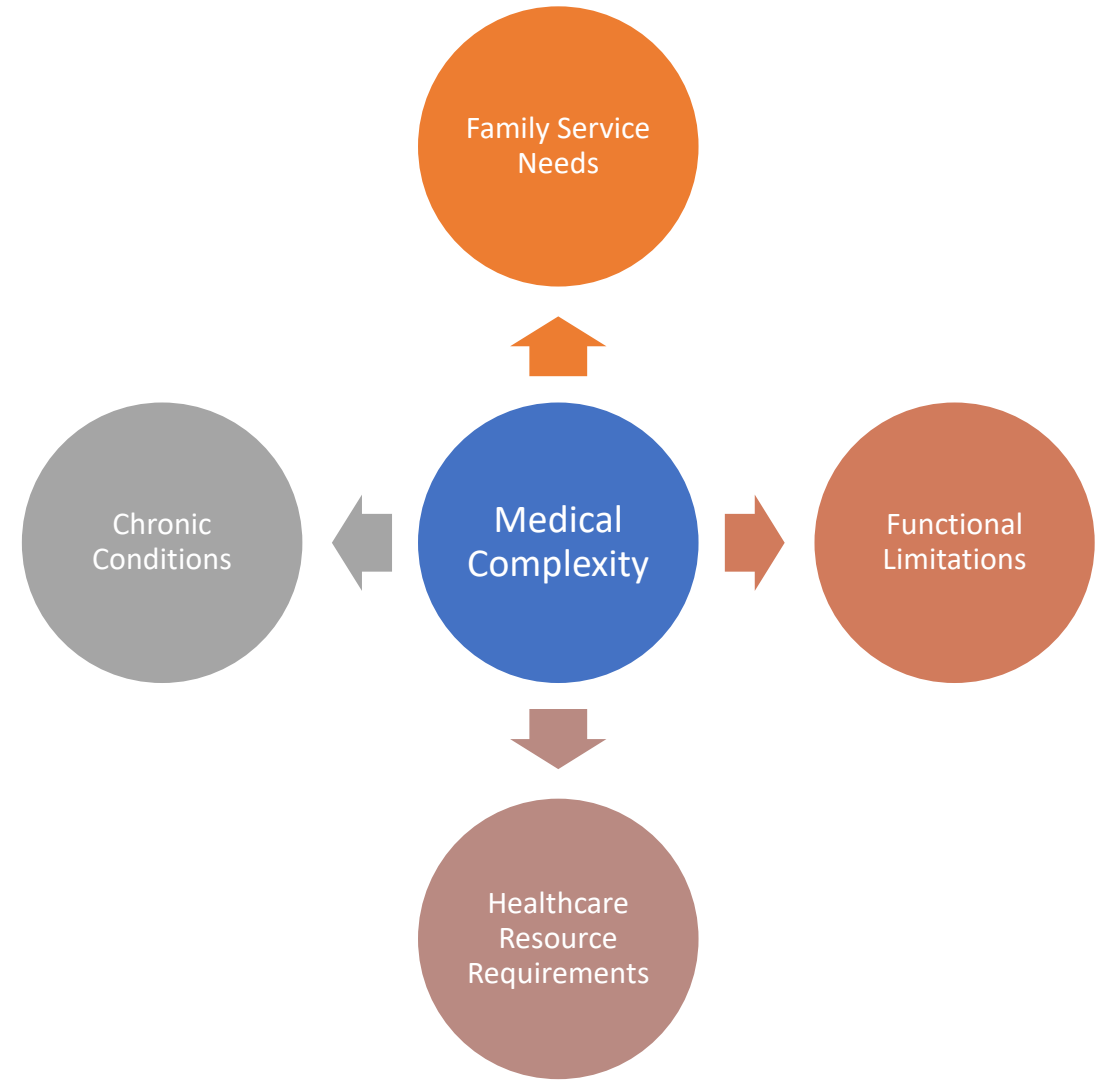 Family Service
Needs
Chronic
Conditions
Medical
Complexity
Functional
Limitations
Healthcare
Resource
Requirements